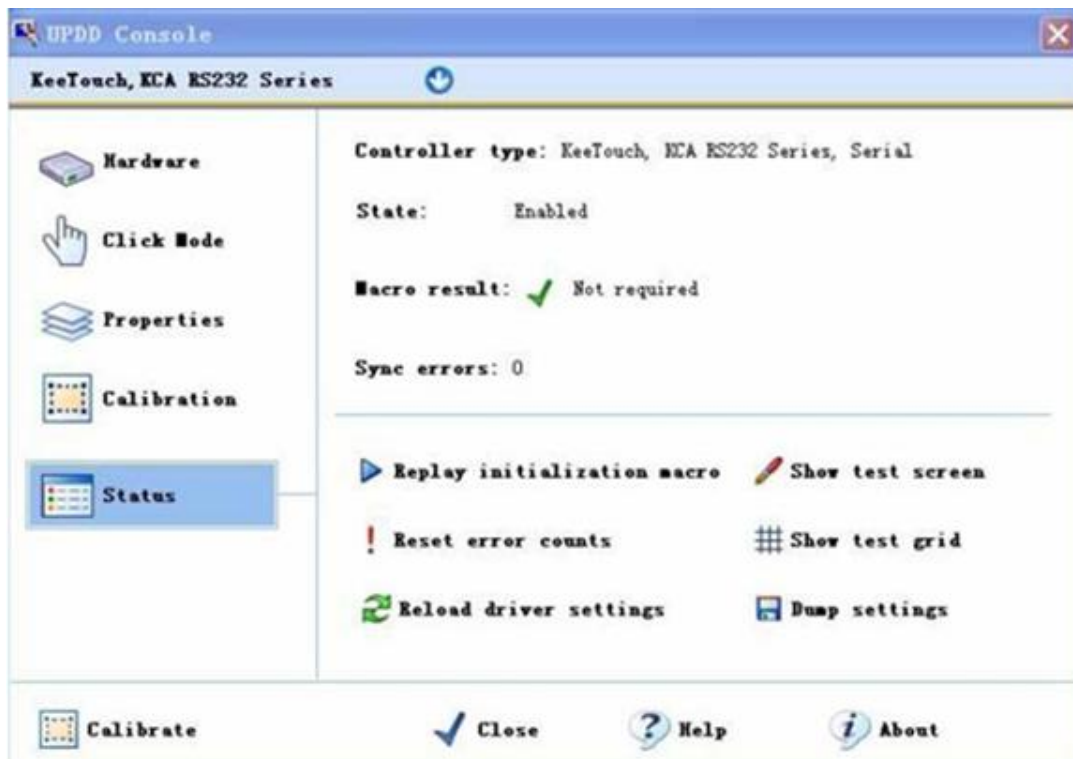 UPDD Console
KeeTouch, KCA RS232 Series
Hardware
Click Mode
Properties
Calibration
Status
Controller type: KeeTouch, KCA RS232 Series, Serial
State: Enabled
Macro result: Not required
Sync errors: 0
Replay initialization macro
Show test screen
Reset error counts
Show test grid
Reload driver settings
Dump settings
Calibrate
Close
Help
About